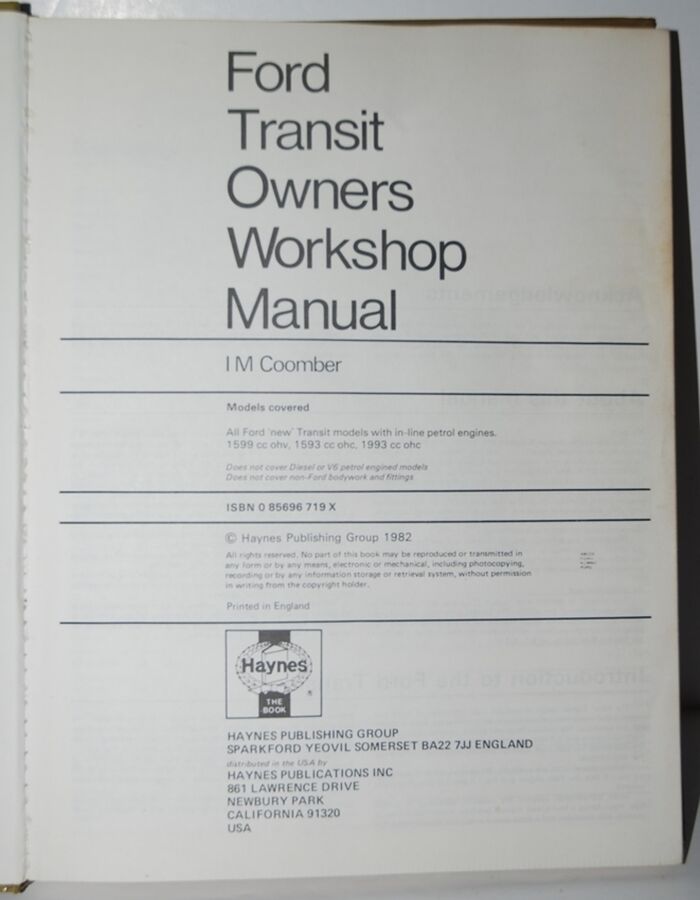 Ford
Transit
Owners
Workshop
Manual
I M Coomber
Models covered
All Ford 'new' Transit models with in-line petrol engines.
1599 cc ohv, 1593 cc ohc, 1993 cc ohc
Does not cover Diesel or V6 petrol engined models
Does not cover non-Ford bodywork and fittings
ISBN 0 85696 719 X
© Haynes Publishing Group 1982
All rights reserved. No part of this book may be reproduced or transmitted in
any form or by any means, electronic or mechanical, including photocopying,
recording or by any information storage or retrieval system, without permission
in writing from the copyright holder.
Printed in England
Haynes
®
THE
BOOK
HAYNES PUBLISHING GROUP
SPARKFORD YEOVIL SOMERSET BA22 7JJ ENGLAND
distributed in the USA by
HAYNES PUBLICATIONS INC
861 LAWRENCE DRIVE
NEWBURY PARK
CALIFORNIA 91320
USA